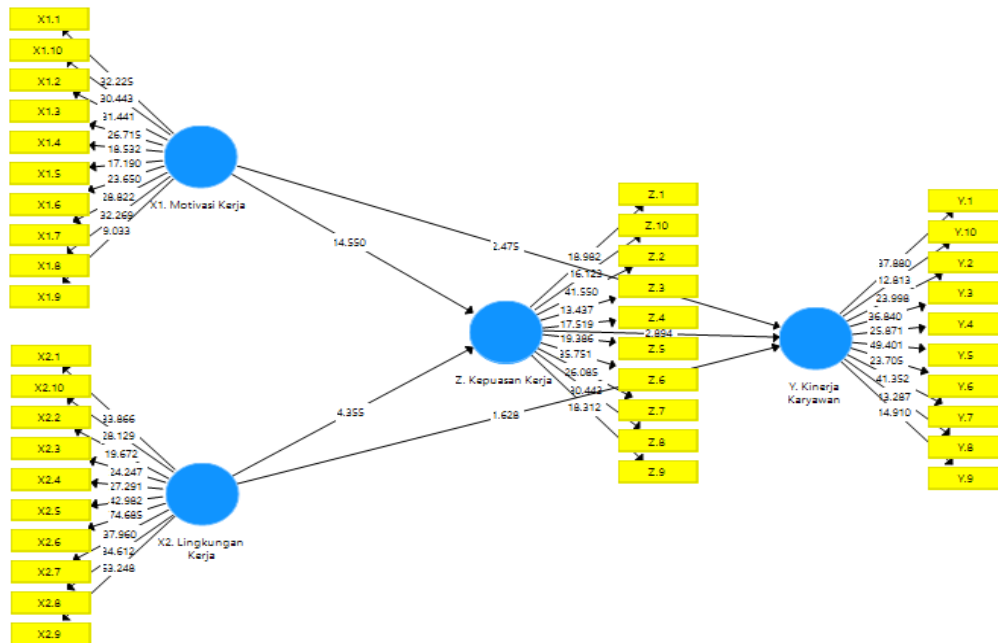 X1.1
X1.10
X1.2
X1.3
X1.4
X1.5
X1.6
X1.7
X1.8
X1.9
32.225
30.443
31.441
26.715
18.532
17.190
23.650
28.822
32.269
X1. Motivasi Kerja
14.550
2.475
X2.1
X2.10
X2.2
X2.3
X2.4
X2.5
X2.6
X2.7
X2.8
X2.9
33.866
28.129
19.672
24.247
27.291
42.982
74.685
37.960
34.612
53.248
X2. Lingkungan
Kerja
4.355
1.628
Z. Kepuasan Kerja
18.982
16.123
41.550
13.437
17.519
19.386
35.751
26.085
30.443
18.312
2.894
Z.1
Z.10
Z.2
Z.3
Z.4
Z.5
Z.6
Z.7
Z.8
Z.9
Y. Kinerja
Karyawan
37.880
12.813
23.998
36.840
25.871
49.401
23.705
41.352
14.910
Y.1
Y.10
Y.2
Y.3
Y.4
Y.5
Y.6
Y.7
Y.8
Y.9